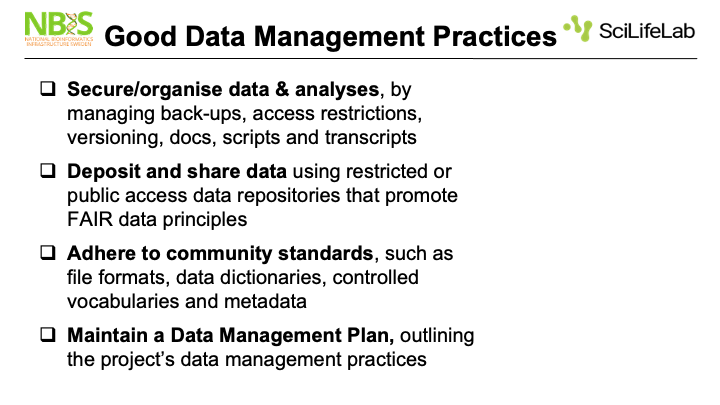 NBIS
NATIONAL BIOINFORMATICS
INFRASTRUCTURE SWEDEN
Good Data Management Practices
SciLifeLab
Secure/organise data & analyses, by
managing back-ups, access restrictions,
versioning, docs, scripts and transcripts
Deposit and share data using restricted or
public access data repositories that promote
FAIR data principles
Adhere to community standards, such as
file formats, data dictionaries, controlled
vocabularies and metadata
Maintain a Data Management Plan, outlining
the project’s data management practices